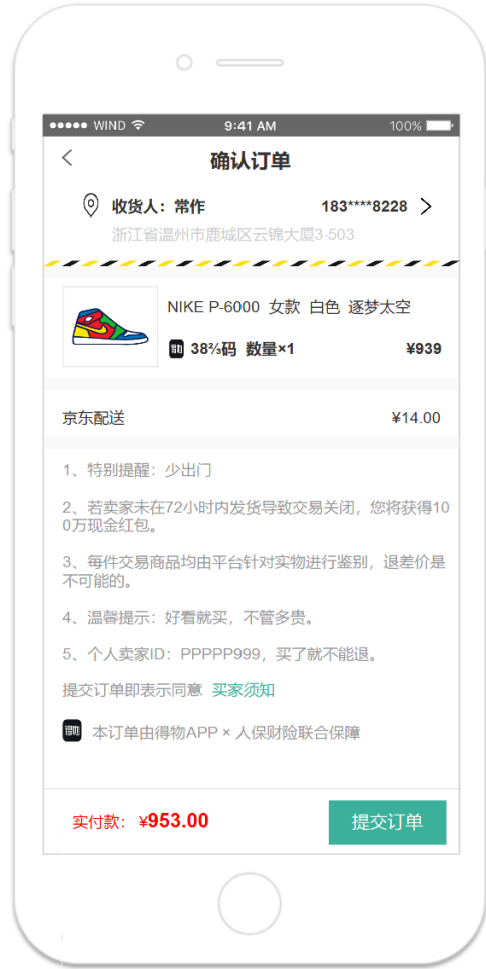 WIND 9:41 AM 100%
确认订单
收货人：常作 183****8228
浙江省温州市鹿城区云锦大厦3-503
NIKE P-6000 女款 白色 逐梦太空
得物 38⅔码 数量×1 ¥939
京东配送 ¥14.00
1、特别提醒：少出门
2、若卖家未在72小时内发货导致交易关闭，您将获得10
0万现金红包。
3、每件交易商品均由平台针对实物进行鉴别，退差价是
不可能的。
4、温馨提示：好看就买，不管多贵。
5、个人卖家ID：PPPPP999，买了就不能退。
提交订单即表示同意 买家须知
得物 本订单由得物APP × 人保财险联合保障
实付款： ¥953.00 提交订单